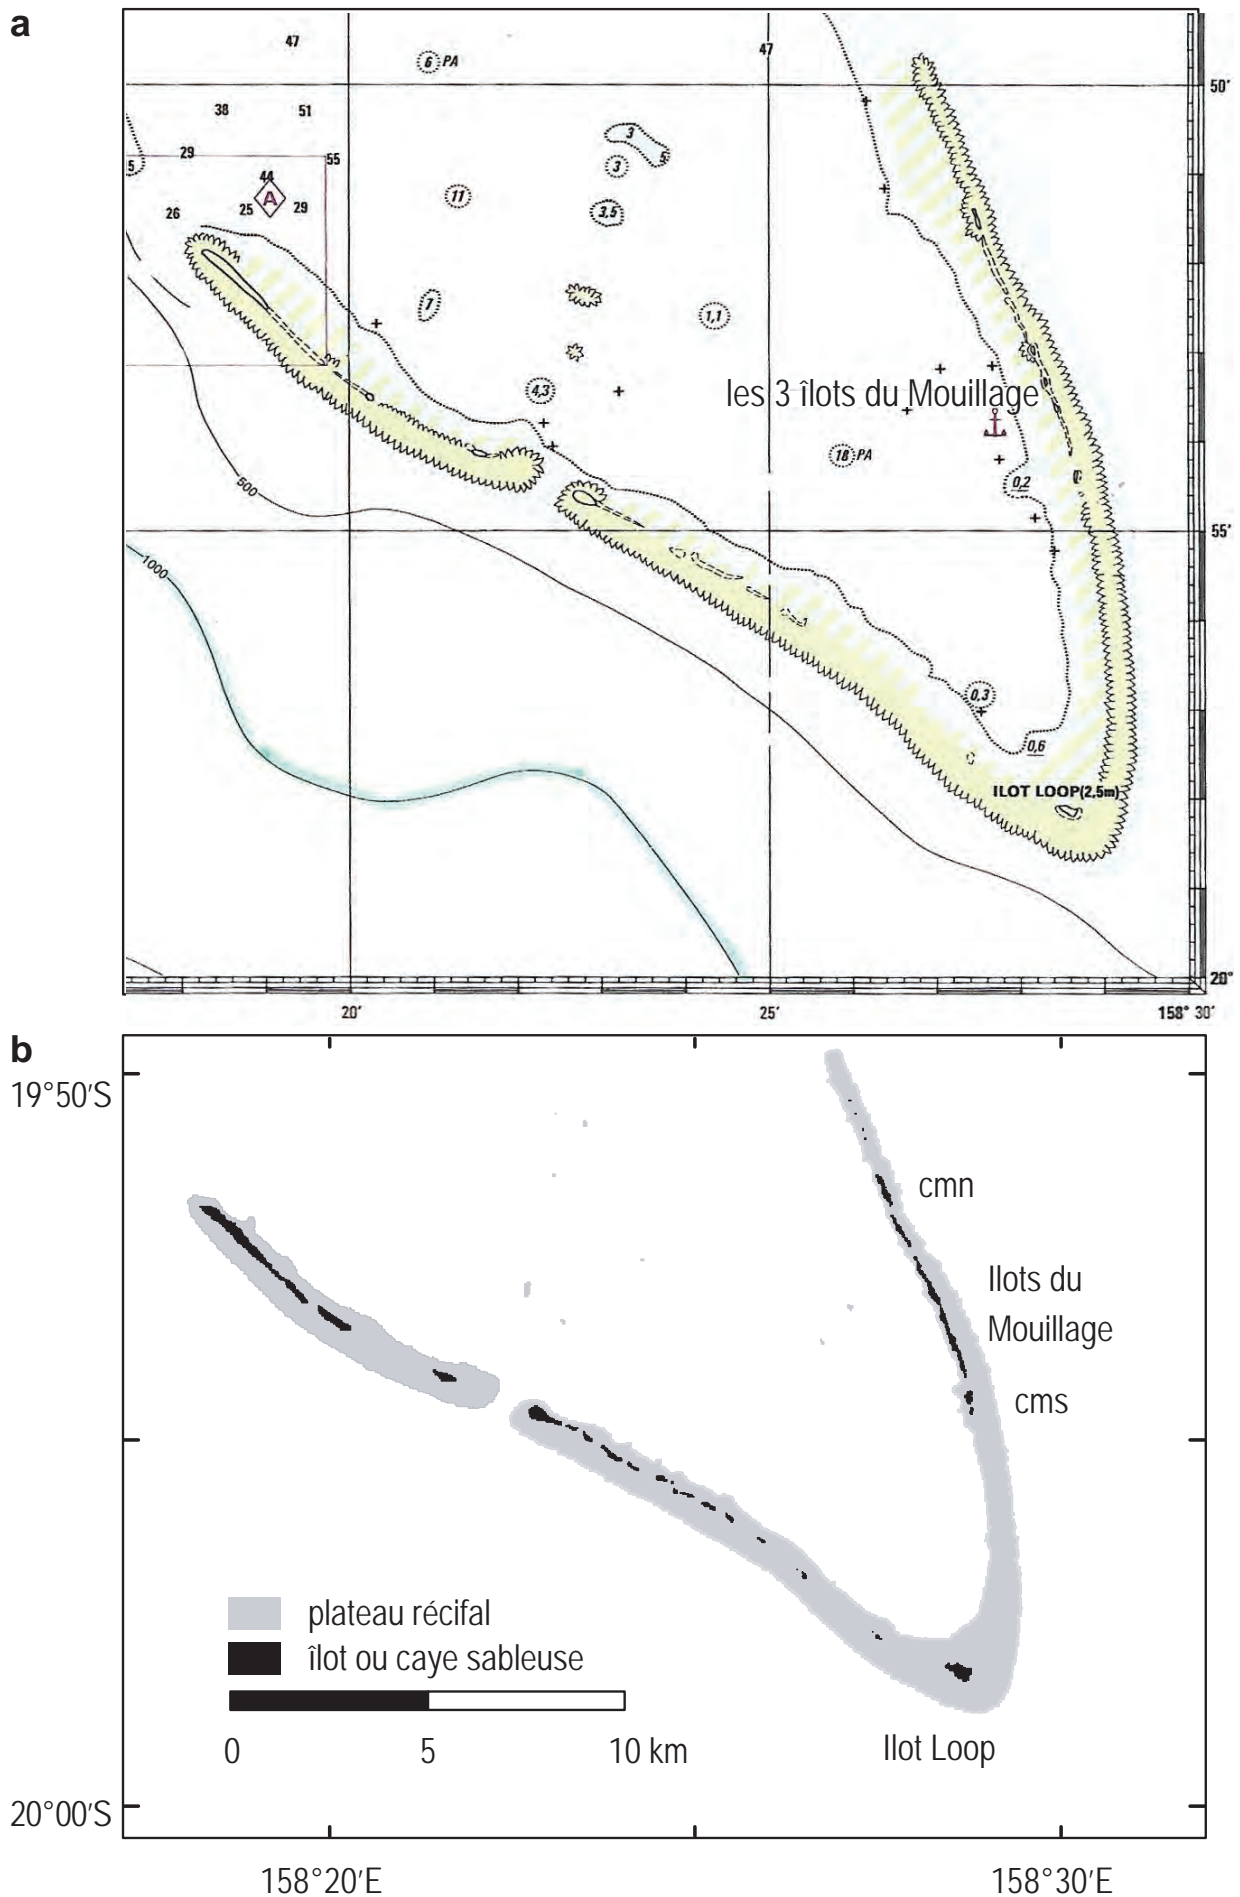 a
47
47
6 PA
50'
38
51
3
5
29
55
5
3
44
A
11
26
25
29
3,5
7
1,1
4,3
les 3 îlots du Mouillage
18 PA
500
0,2
55'
1000
0,3
0,6
ILOT LOOP(2,5m)
20°
20'
25'
158° 30'
b
19°50'S
cmn
Ilots du
Mouillage
cms
plateau récifal
îlot ou caye sableuse
0 5 10 km
Ilot Loop
20°00'S
158°20'E
158°30'E